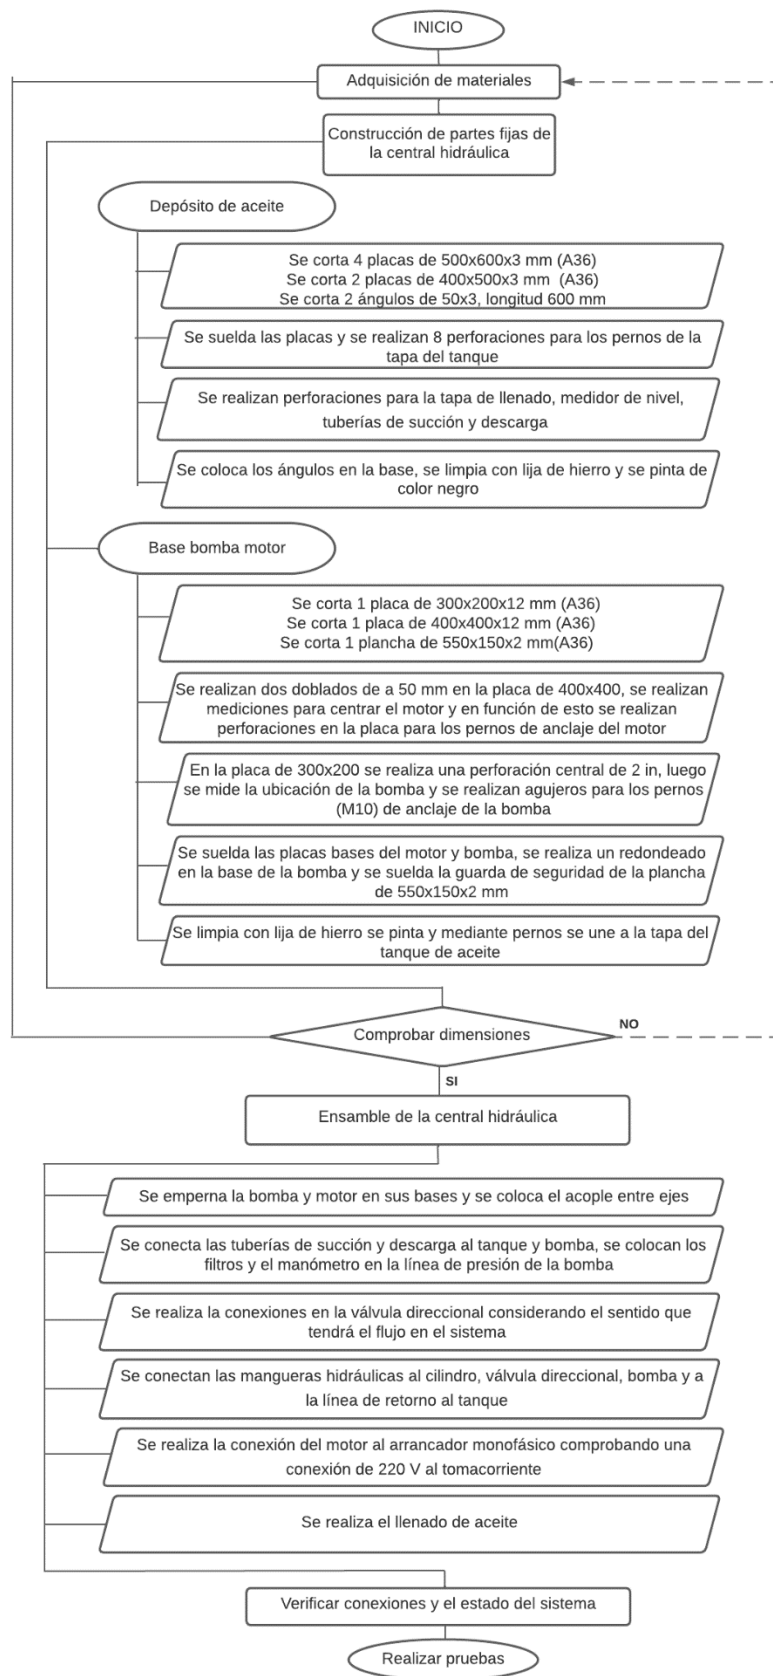 INICIO
Adquisición de materiales
Construcción de partes fijas de
la central hidráulica
Depósito de aceite
Se corta 4 placas de 500x600x3 mm (A36)
Se corta 2 placas de 400x500x3 mm (A36)
Se corta 2 ángulos de 50x3, longitud 600 mm
Se suelda las placas y se realizan 8 perforaciones para los pernos de la
tapa del tanque
Se realizan perforaciones para la tapa de llenado, medidor de nivel,
tuberías de succión y descarga
Se coloca los ángulos en la base, se limpia con lija de hierro y se pinta de
color negro
Base bomba motor
Se corta 1 placa de 300x200x12 mm (A36)
Se corta 1 placa de 400x400x12 mm (A36)
Se corta 1 plancha de 550x150x2 mm(A36)
Se realizan dos doblados de a 50 mm en la placa de 400x400, se realizan
mediciones para centrar el motor y en función de esto se realizan
perforaciones en la placa para los pernos de anclaje del motor
En la placa de 300x200 se realiza una perforación central de 2 in, luego
se mide la ubicación de la bomba y se realizan agujeros para los pernos
(M10) de anclaje de la bomba
Se suelda las placas bases del motor y bomba, se realiza un redondeado
en la base de la bomba y se suelda la guarda de seguridad de la plancha
de 550x150x2 mm
Se limpia con lija de hierro se pinta y mediante pernos se une a la tapa del
tanque de aceite
Comprobar dimensiones
NO
SI
Ensamble de la central hidráulica
Se emperna la bomba y motor en sus bases y se coloca el acople entre ejes
Se conecta las tuberías de succión y descarga al tanque y bomba, se colocan los
filtros y el manómetro en la línea de presión de la bomba
Se realiza la conexiones en la válvula direccional considerando el sentido que
tendrá el flujo en el sistema
Se conectan las mangueras hidráulicas al cilindro, válvula direccional, bomba y a
la línea de retorno al tanque
Se realiza la conexión del motor al arrancador monofásico comprobando una
conexión de 220 V al tomacorriente
Se realiza el llenado de aceite
Verificar conexiones y el estado del sistema
Realizar pruebas